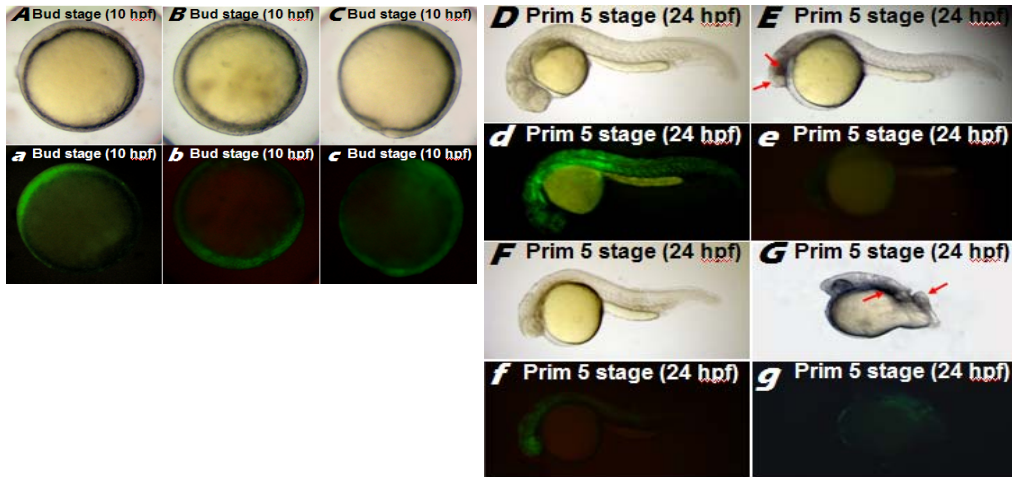 A Bud stage (10 hpf)
B Bud stage (10 hpf)
C Bud stage (10 hpf)
a Bud stage (10 hpf)
b Bud stage (10 hpf)
c Bud stage (10 hpf)
D Prim 5 stage (24 hpf)
E Prim 5 stage (24 hpf)
d Prim 5 stage (24 hpf)
e Prim 5 stage (24 hpf)
F Prim 5 stage (24 hpf)
G Prim 5 stage (24 hpf)
f Prim 5 stage (24 hpf)
g Prim 5 stage (24 hpf)